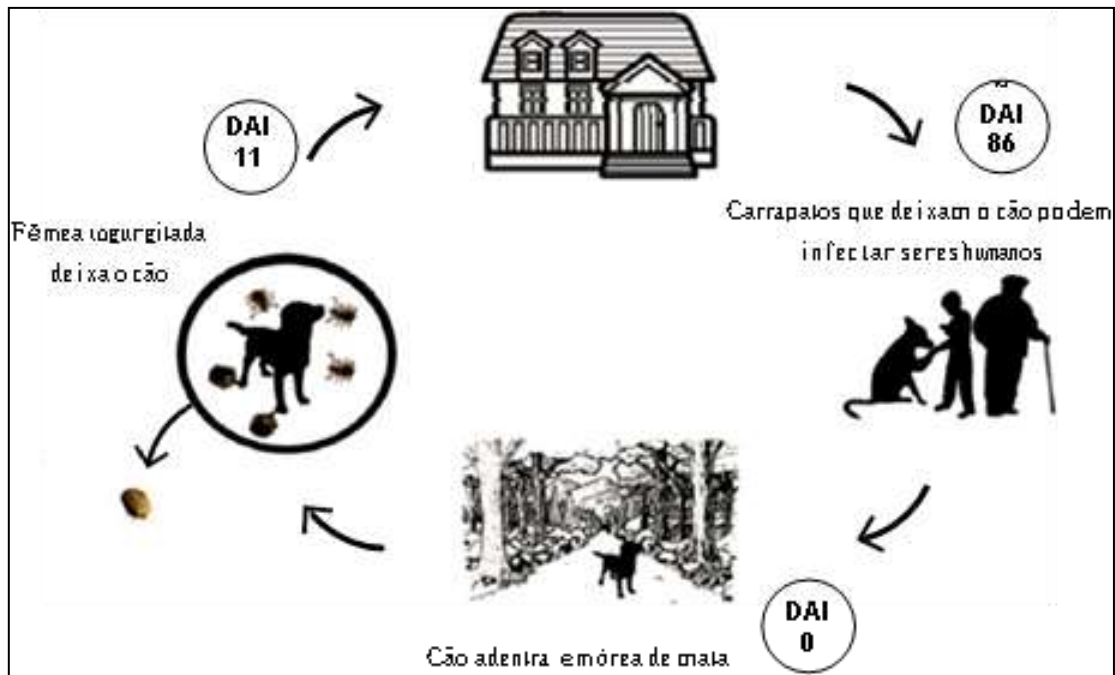 DAI
11
DAI
86
Fêmea ingurgitada
deixa o cão
Carrapatos que deixam o cão podem
infectar seres humanos
DAI
0
Cão adentra em área de mata